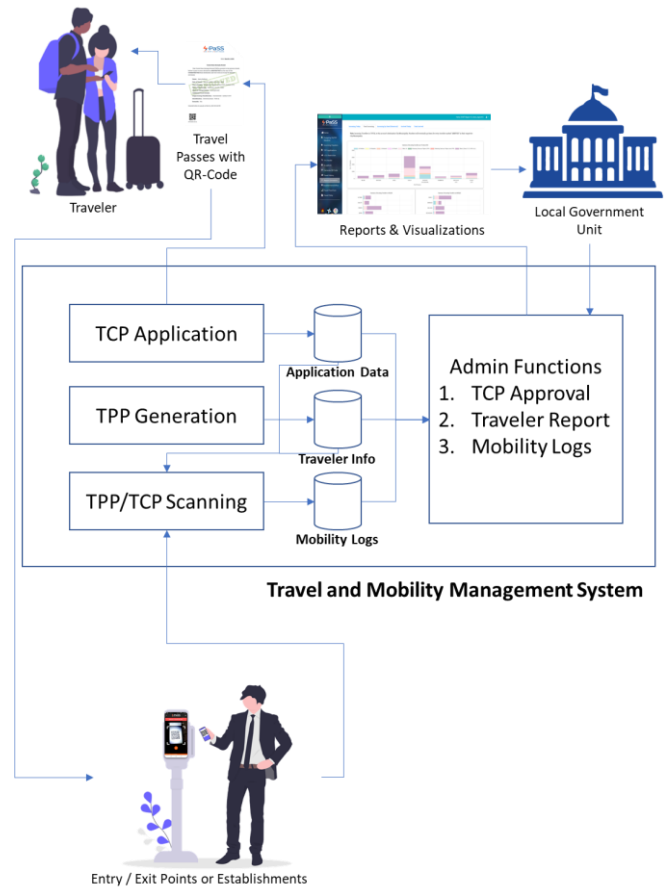 S-PaSS
Travel
Passes with
QR-Code
Traveler
Reports & Visualizations
Local Government
Unit
TCP Application
Application Data
TPP Generation
Traveler Info
TPP/TCP Scanning
Mobility Logs
Admin Functions
1. TCP Approval
2. Traveler Report
3. Mobility Logs
Travel and Mobility Management System
Entry / Exit Points or Establishments